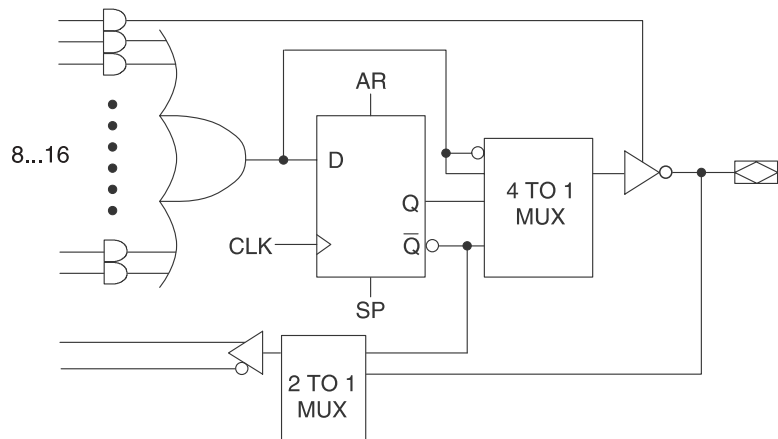 AR
8...16
D
4 TO 1
MUX
Q
CLK
Q̅
SP
2 TO 1
MUX